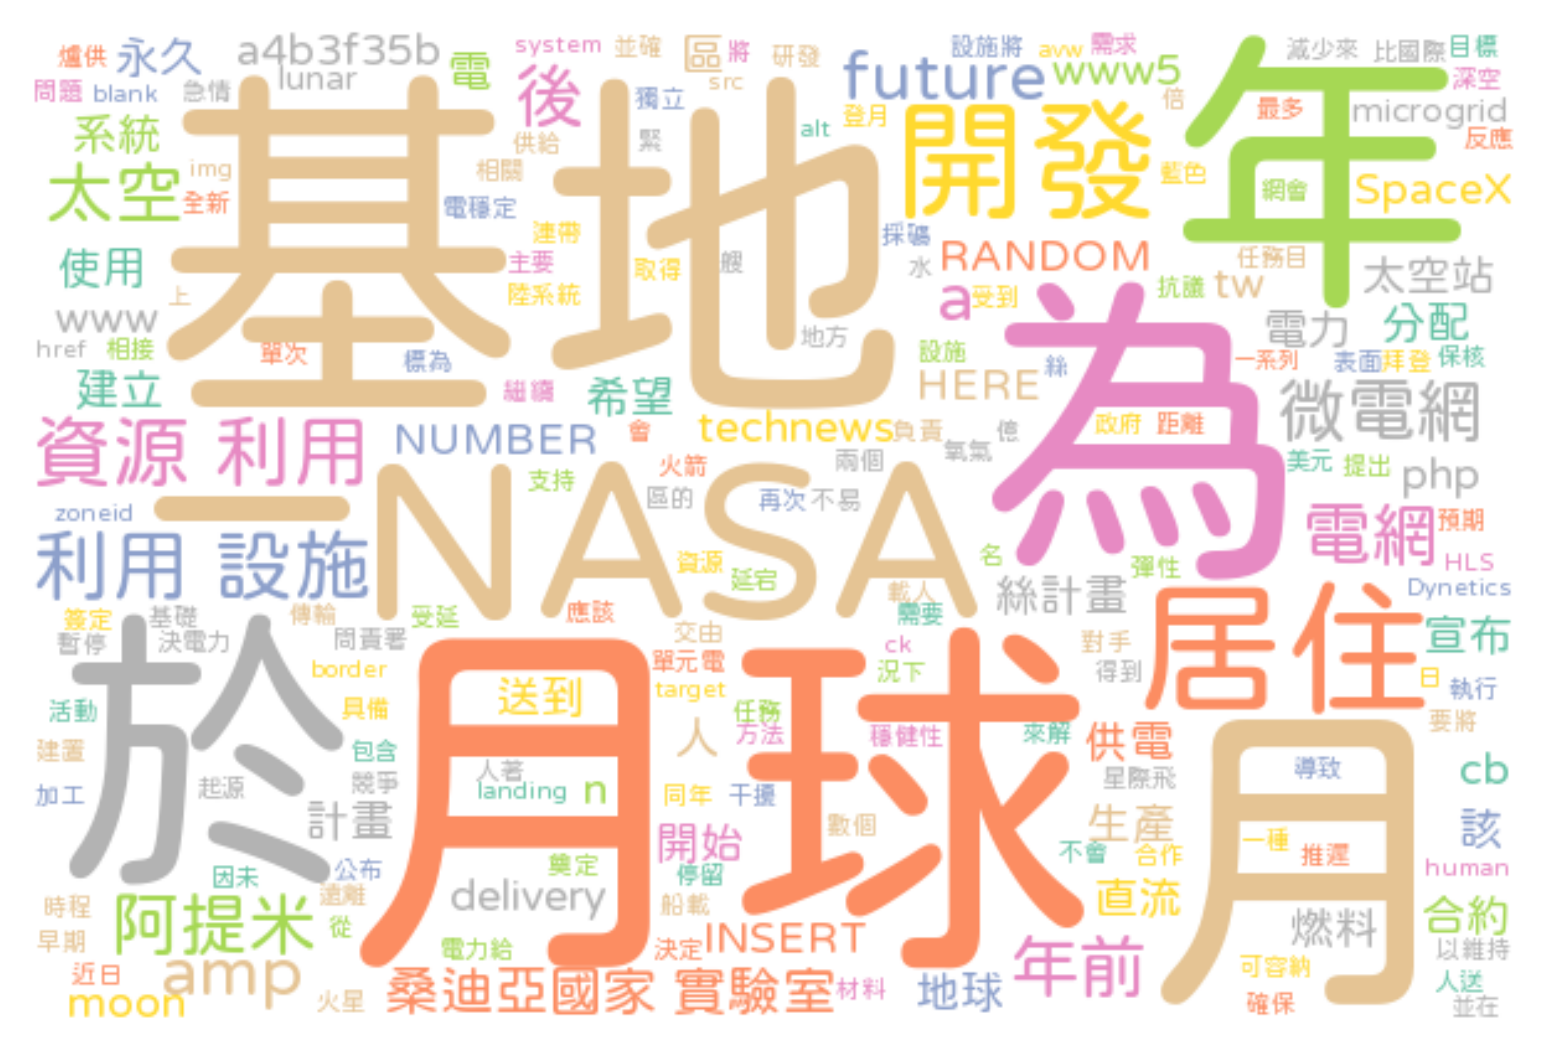 爐供 永久 a4b3f35b 電 system 並確 區 將 研發 設施將 avw 需求 減少來 比國際 目標
問題 blank 急情 lunar 後 獨立 src future www5 倍 年 最多 深空 microgrid
系統 供給 緊 alt 登月 開發 反應
太空 img 全新 基地 相關 電穩定 藍色 網會 SpaceX
使用 連帶 主要 取得 艘 採礦 水 RANDOM 任務目 太空站
上 陸系統 a 受到 抗議 tw
www 單次 標為 地方 設施 為 電力 分配
href 相接 絲 一系列 表面 拜登 保核
建立 繼續 希望 HERE 微電網
資源 利用 NUMBER 會 technews 負責 億 政府 距離
火箭 兩個 氧氣 美元 提出 php
一 NASA 支持 區的 再次 不易
zoneid 電網 預期
利用 設施 資源 延宕 名 彈性 HLS
載人 絲計畫 Dynetics
簽定 基礎 傳輸 受延 應該 需要 居住
暫停 決電力 問責署 交由 ck 對手 宣布
於 border 月球 單元電 況下 得到 日 執行
活動 具備 送到 target 任務 月 要將
建置 包含 人 方法 穩健性 來解 供電
加工 起源 競爭 人著 landing n 同年 干擾 星際飛 導致 cb
計畫 開始 數個 生產 一種 該
因未 公布 奠定 停留 不會 合作 推遲 human
時程 阿提米 遠離 delivery 船載 直流 燃料 合約
早期 從 電力給 決定 INSERT 年前 以維持
近日 amp 桑迪亞國家 實驗室 材料 地球 可容納 人送
moon 火星 確保 並在